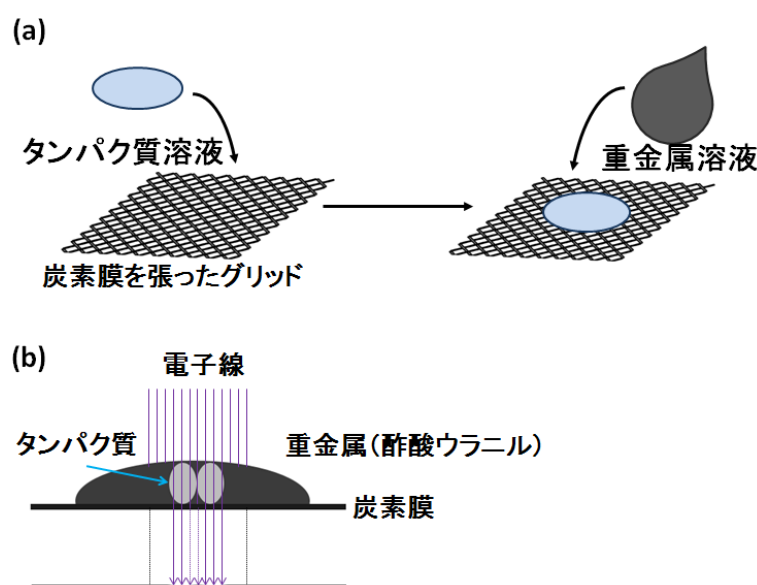 (a)
タンパク質溶液
重金属溶液
炭素膜を張ったグリッド
(b)
電子線
タンパク質
重金属(酢酸ウラニル)
炭素膜